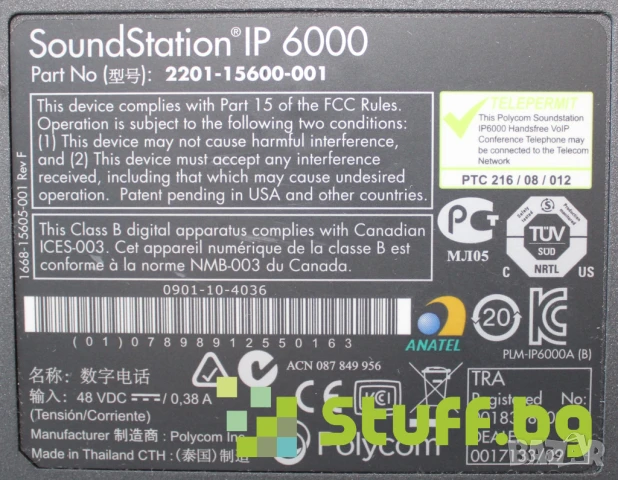 SoundStation® IP 6000
Part No (型号): 2201-15600-001
This device complies with Part 15 of the FCC Rules.
Operation is subject to the following two conditions:
(1) This device may not cause harmful interference,
and (2) This device must accept any interference
received, including interference that may cause undesired
operation. Patent pending in USA and other countries.
TELEPERMIT
This Polycom Soundstation
IP6000 Handsfree VoIP
Conference Telephone may
be connected to the Telecom
Network
PTC 216 / 08 / 012
1668-15605-001 Rev F
This Class B digital apparatus complies with Canadian
ICES-003. Cet appareil numérique de la classe B est
conforme à la norme NMB-003 du Canada.
PG
МЛ05
TÜV
SÜD
C NRTL US
0901-10-4036
(01)07898912550163
ANATEL
20
PLM-IP6000A (B)
名称: 数字电话
输入: 48 VDC / 0,38 A
(Tensión/Corriente)
N122
ACN 087 849 956
CE
TRA
Registered No:
Manufacturer 制造商: Polycom Inc
Made in Thailand CTH: (泰国) 制造
Polycom
0017133/09
Stuff.bg